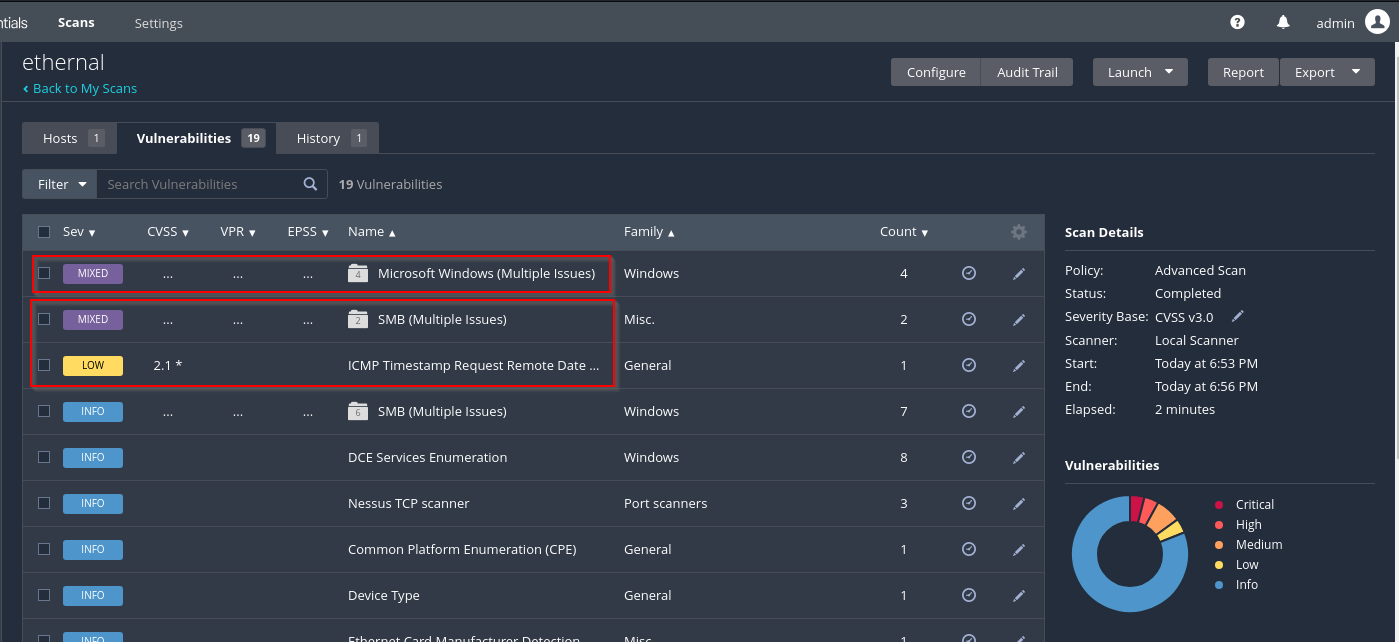 ntials Scans Settings admin
ethernal
Back to My Scans
Configure Audit Trail Launch Report Export
Hosts 1 Vulnerabilities 19 History 1
Filter Search Vulnerabilities 19 Vulnerabilities
Sev CVSS VPR EPSS Name Family Count
MIXED ... ... ... 4 Microsoft Windows (Multiple Issues) Windows 4
MIXED ... ... ... 2 SMB (Multiple Issues) Misc. 2
LOW 2.1 * ICMP Timestamp Request Remote Date ... General 1
INFO ... ... ... 6 SMB (Multiple Issues) Windows 7
INFO DCE Services Enumeration Windows 8
INFO Nessus TCP scanner Port scanners 3
INFO Common Platform Enumeration (CPE) General 1
INFO Device Type General 1
INFO Ethernet Card Manufacturer Detection Misc. 1
Scan Details
Policy: Advanced Scan
Status: Completed
Severity Base: CVSS v3.0
Scanner: Local Scanner
Start: Today at 6:53 PM
End: Today at 6:56 PM
Elapsed: 2 minutes
Vulnerabilities
Critical
High
Medium
Low
Info